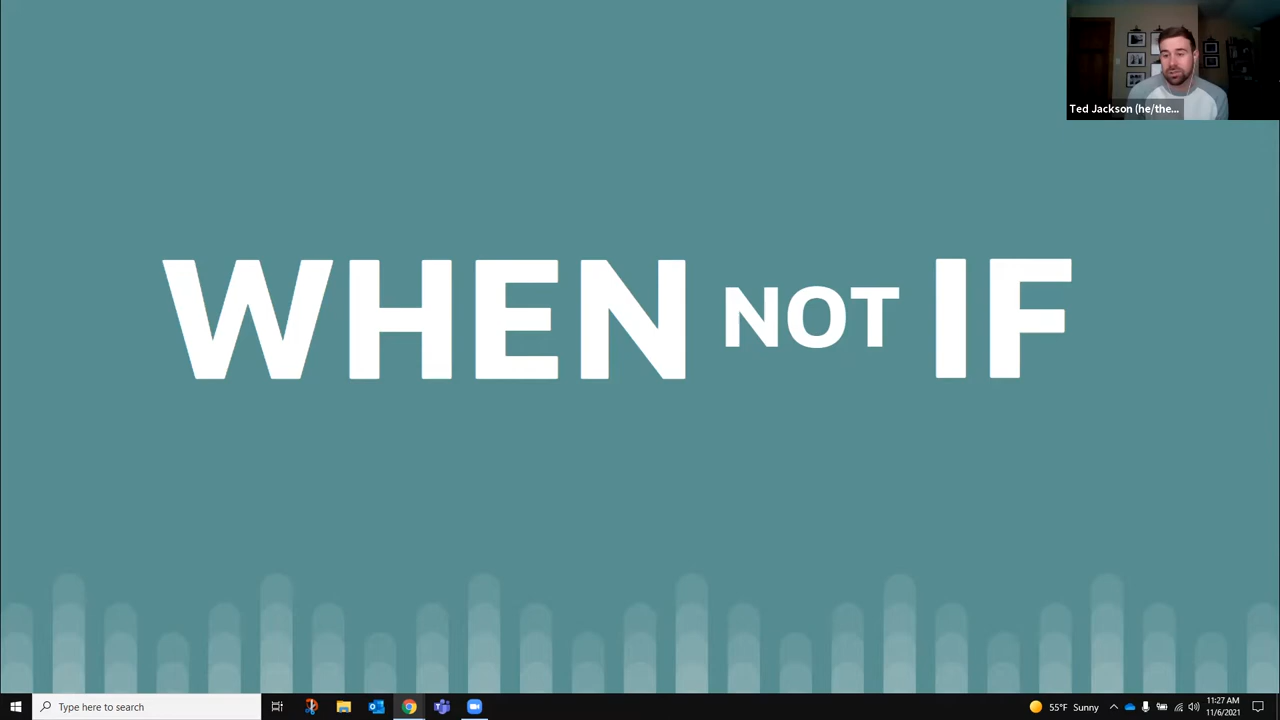 Ted Jackson (he/the...
WHEN NOT IF
Type here to search
55°F Sunny
11:27 AM
11/6/2021